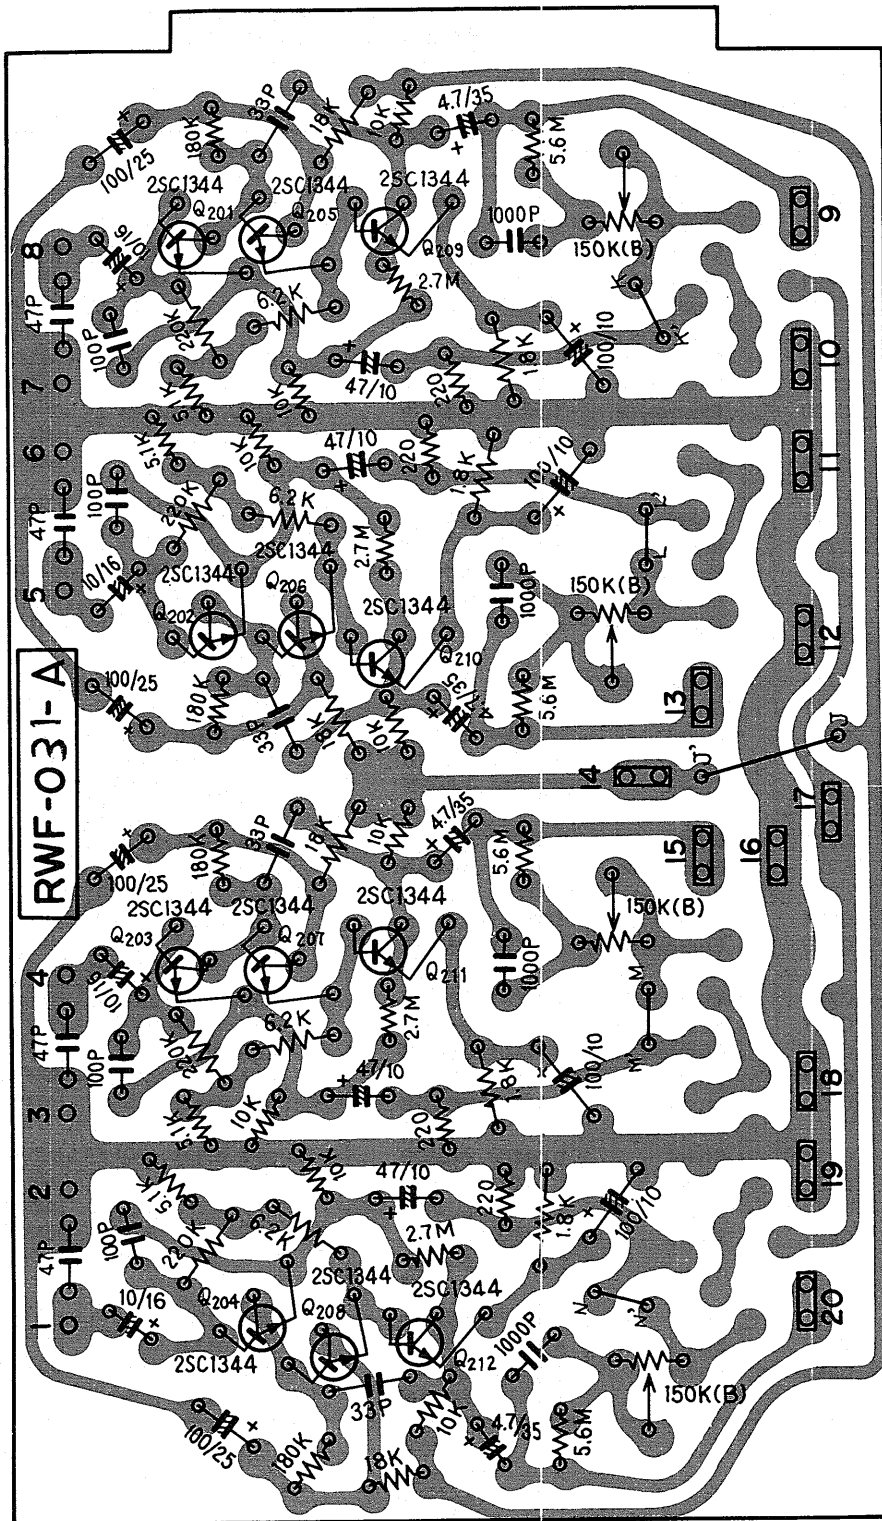 33P
18K
10K
4.7/35
+
180K
100/25
5.6M
2SC1344
2SC1344
2SC1344
Q201
Q205
Q209
1000P
150K(B)
9
8
10/16
47P
100P
220K
6.2K
2.7M
K
K'
100/10
1.8K
220
47/10
10K
5.1K
7
10
6
5.1K
10K
47/10
220
1.8K
100/10
11
47P
100P
220K
6.2K
2.7M
L'
L
10/16
2SC1344
2SC1344
2SC1344
Q202
Q206
Q210
1000P
150K(B)
5
12
RWF-031-A
100/25
180K
33P
18K
10K
4.7/35
5.6M
13
14
J'
J
17
100/25
180K
33P
18K
10K
4.7/35
5.6M
15
16
2SC1344
2SC1344
2SC1344
Q203
Q207
Q211
1000P
150K(B)
4
10/16
47P
100P
220K
6.2K
2.7M
M
M'
47/10
1.8K
100/10
18
3
5.1K
10K
220
2
5.1K
10K
47/10
220
1.8K
100/10
19
47P
100P
220K
6.2K
2.7M
N
N'
10/16
Q204
2SC1344
2SC1344
Q208
2SC1344
Q212
1000P
150K(B)
1
20
33P
100/25
180K
18K
10K
4.7/35
5.6M